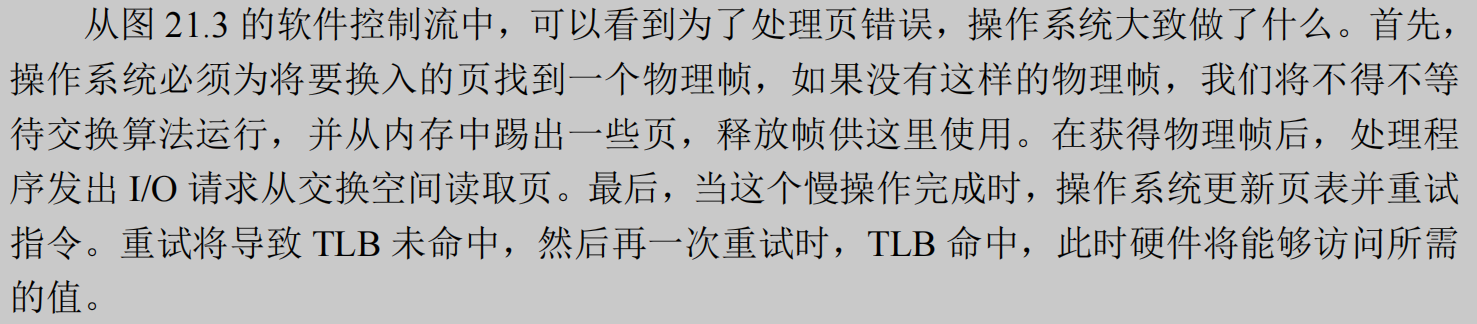 从图 21.3 的软件控制流中，可以看到为了处理页错误，操作系统大致做了什么。首先，
操作系统必须为将要换入的页找到一个物理帧，如果没有这样的物理帧，我们将不得不等
待交换算法运行，并从内存中踢出一些页，释放帧供这里使用。在获得物理帧后，处理程
序发出 I/O 请求从交换空间读取页。最后，当这个慢操作完成时，操作系统更新页表并重试
指令。重试将导致 TLB 未命中，然后再一次重试时，TLB 命中，此时硬件将能够访问所需
的值。